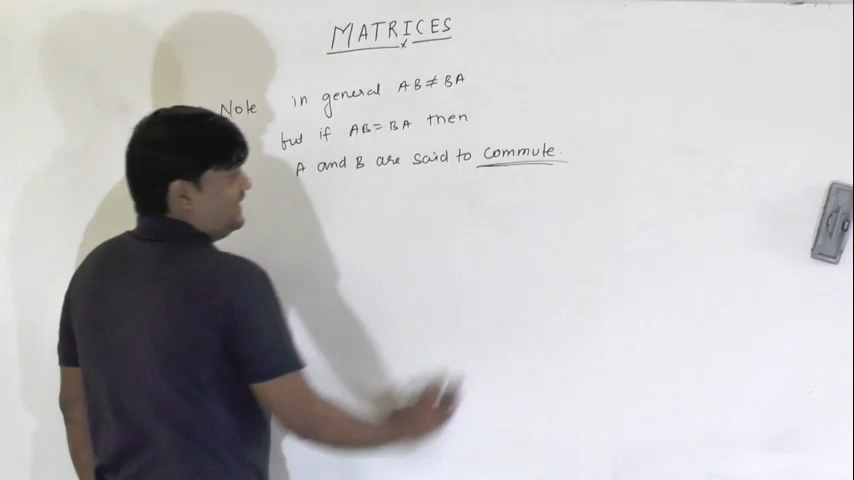 MATRICES
Note in general AB ≠ BA
but if AB = BA then
A and B are said to commute.